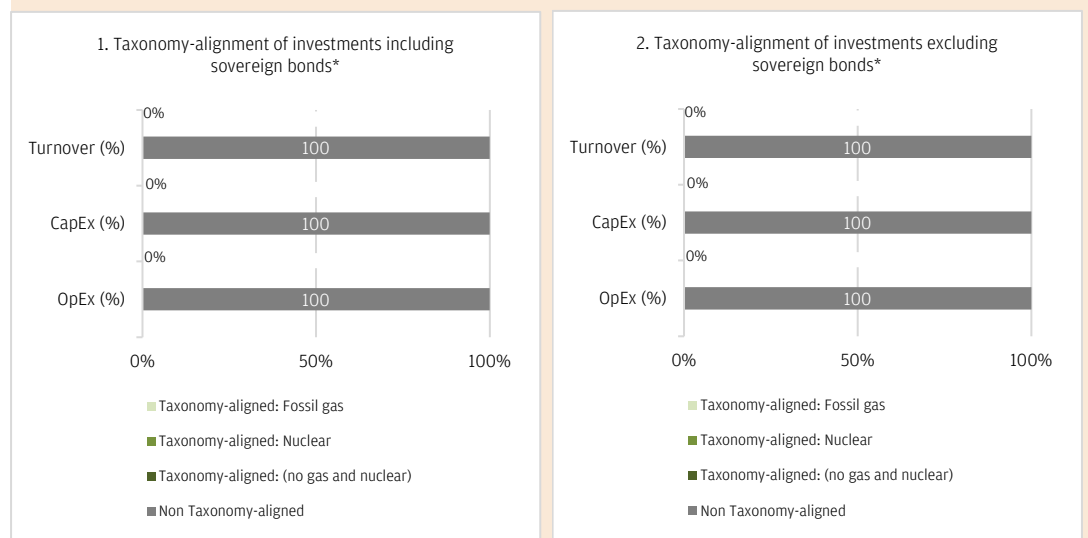 1. Taxonomy-alignment of investments including
sovereign bonds*
0%
Turnover (%)
100
0%
CapEx (%)
100
0%
OpEx (%)
100
0%
50%
100%
Taxonomy-aligned: Fossil gas
Taxonomy-aligned: Nuclear
Taxonomy-aligned: (no gas and nuclear)
Non Taxonomy-aligned
2. Taxonomy-alignment of investments excluding
sovereign bonds*
0%
Turnover (%)
100
0%
CapEx (%)
100
0%
OpEx (%)
100
0%
50%
100%
Taxonomy-aligned: Fossil gas
Taxonomy-aligned: Nuclear
Taxonomy-aligned: (no gas and nuclear)
Non Taxonomy-aligned